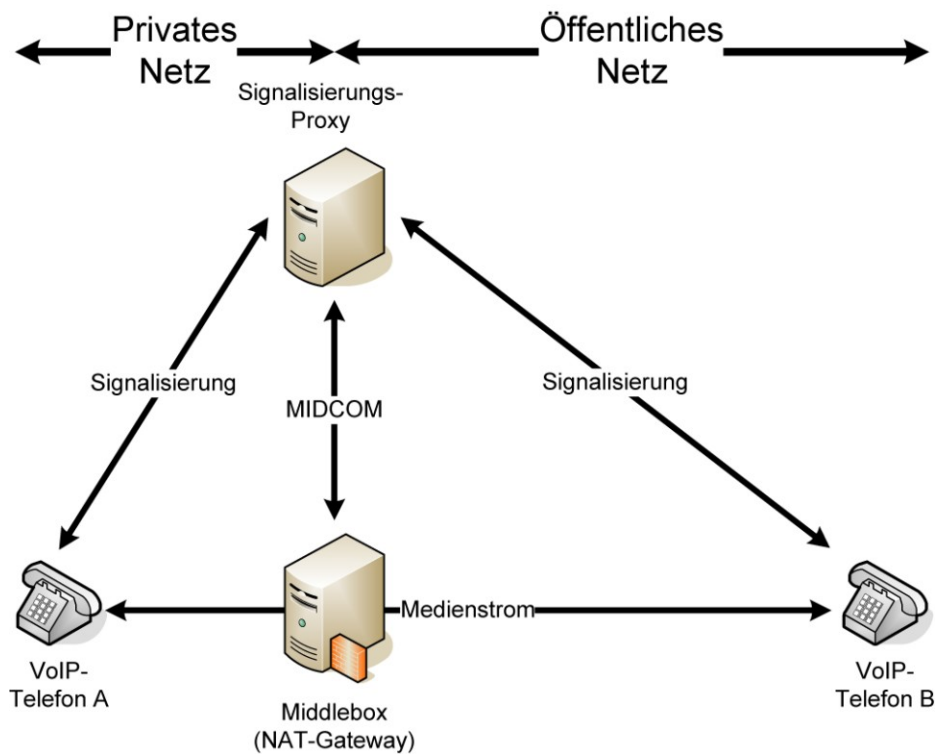 Privates
Netz
Öffentliches
Netz
Signalisierungs-
Proxy
Signalisierung
MIDCOM
Signalisierung
Medienstrom
VoIP-
Telefon A
Middlebox
(NAT-Gateway)
VoIP-
Telefon B